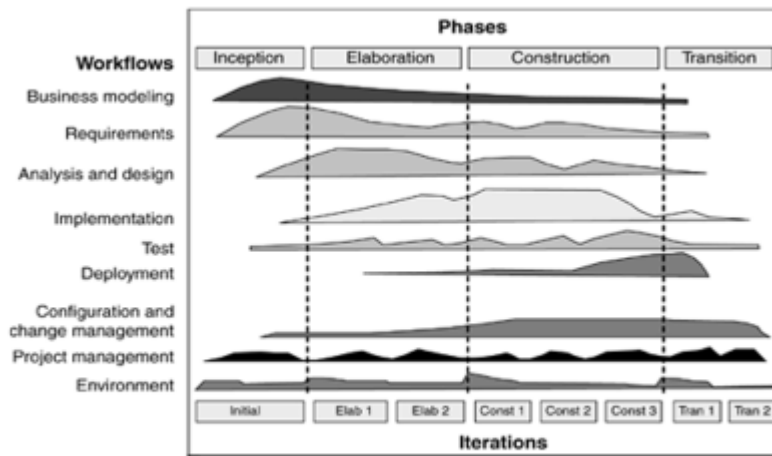 Phases
Inception Elaboration Construction Transition
Workflows
Business modeling
Requirements
Analysis and design
Implementation
Test
Deployment
Configuration and
change management
Project management
Environment
Initial Elab 1 Elab 2 Const 1 Const 2 Const 3 Tran 1 Tran 2
Iterations